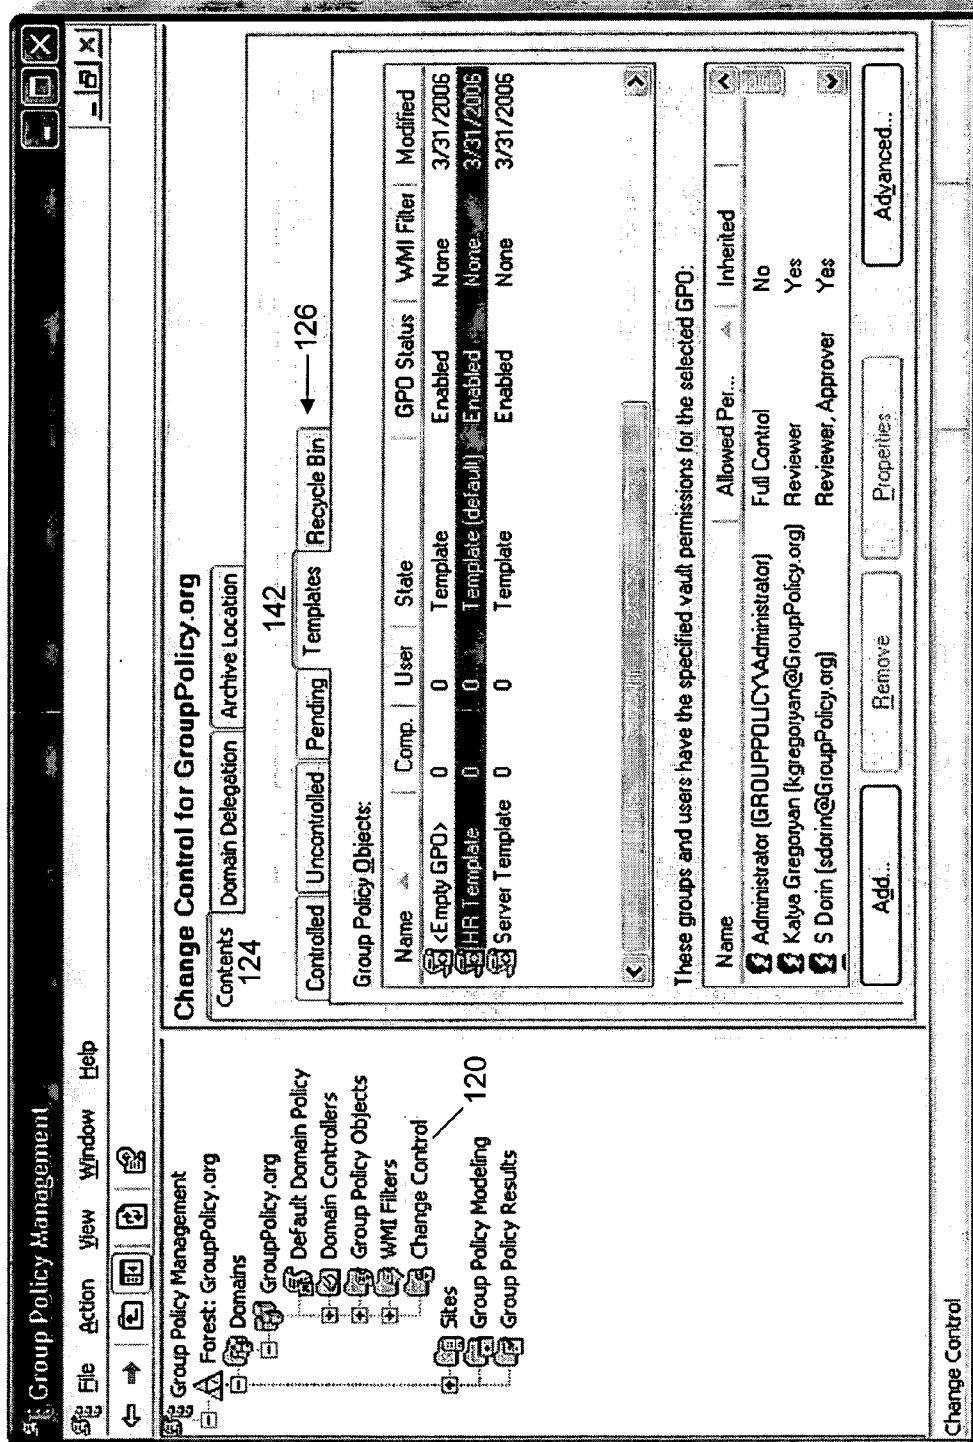 Group Policy Management
File Action View Window Help
Group Policy Management
Forest: GroupPolicy.org
Domains
GroupPolicy.org
Default Domain Policy
Domain Controllers
Group Policy Objects
WMI Filters
Change Control
120
Sites
Group Policy Modeling
Group Policy Results
Change Control for GroupPolicy.org
Contents Domain Delegation Archive Location
124
142
Controlled Uncontrolled Pending Templates Recycle Bin
126
Group Policy Objects:
Name Comp. User State GPO Status WMI Filter Modified
<Empty GPO> 0 0 Template Enabled None 3/31/2006
HR Template 0 0 Template (default) Enabled None 3/31/2006
Server Template 0 0 Template Enabled None 3/31/2006
These groups and users have the specified vault permissions for the selected GPO:
Name Allowed Per... Inherited
Administrator (GROUPPOLICY\Administrator) Full Control No
Katya Gregoryan (kgregoryan@GroupPolicy.org) Reviewer Yes
S Dorin (sdorin@GroupPolicy.org) Reviewer, Approver Yes
Add... Remove Properties Advanced...
Change Control